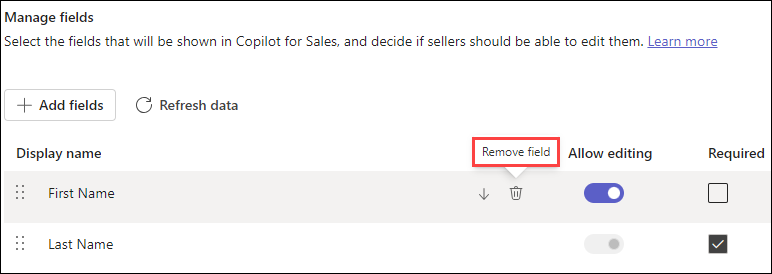 Manage fields
Select the fields that will be shown in Copilot for Sales, and decide if sellers should be able to edit them. Learn more
Add fields Refresh data
Remove field
Display name Allow editing Required
First Name
Last Name